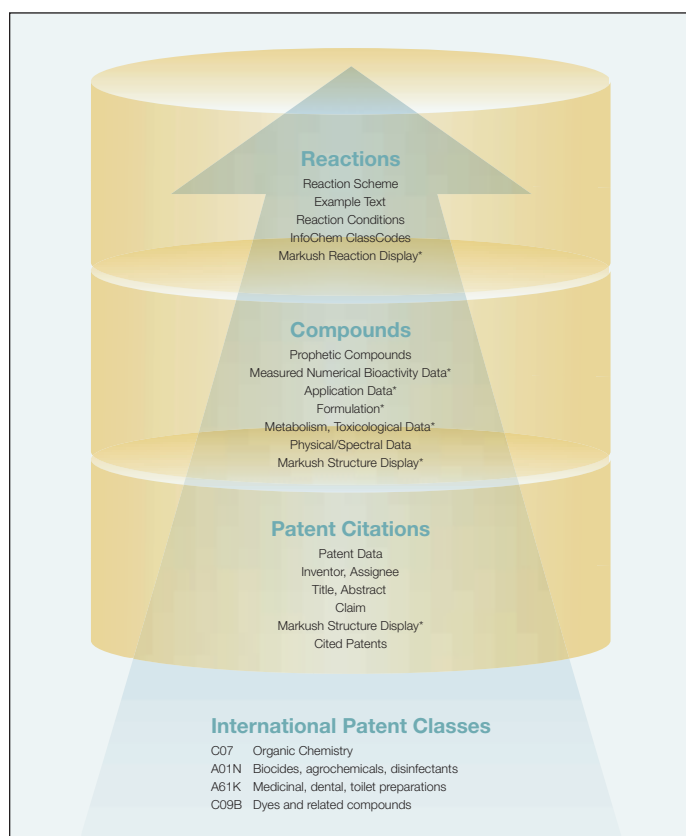 Reactions
Reaction Scheme
Example Text
Reaction Conditions
InfoChem ClassCodes
Markush Reaction Display*
Compounds
Prophetic Compounds
Measured Numerical Bioactivity Data*
Application Data*
Formulation*
Metabolism, Toxicological Data*
Physical/Spectral Data
Markush Structure Display*
Patent Citations
Patent Data
Inventor, Assignee
Title, Abstract
Claim
Markush Structure Display*
Cited Patents
International Patent Classes
C07 Organic Chemistry
A01N Biocides, agrochemicals, disinfectants
A61K Medicinal, dental, toilet preparations
C09B Dyes and related compounds